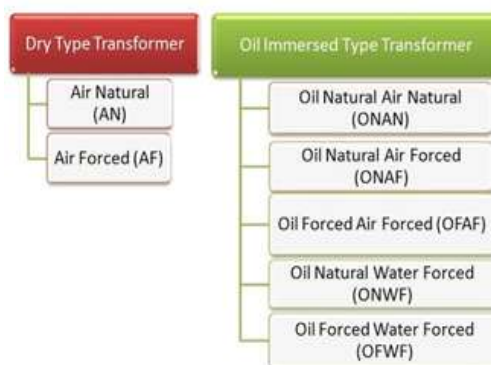 Dry Type Transformer
Air Natural
(AN)
Air Forced (AF)
Oil Immersed Type Transformer
Oil Natural Air Natural
(ONAN)
Oil Natural Air Forced
(ONAF)
Oil Forced Air Forced (OFAF)
Oil Natural Water Forced
(ONWF)
Oil Forced Water Forced
(OFWF)